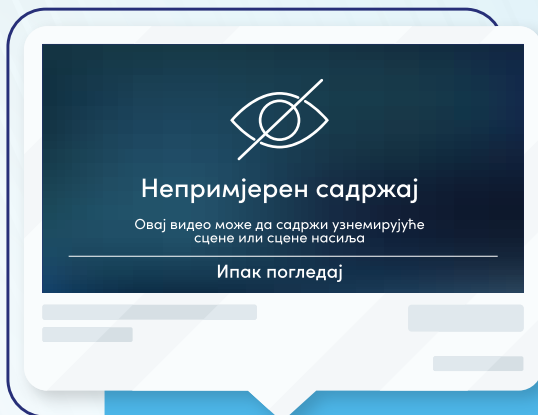 Непримјерен садржај
Овај видео може да садржи узнемирујуће
сцене или сцене насиља
Ипак погледај